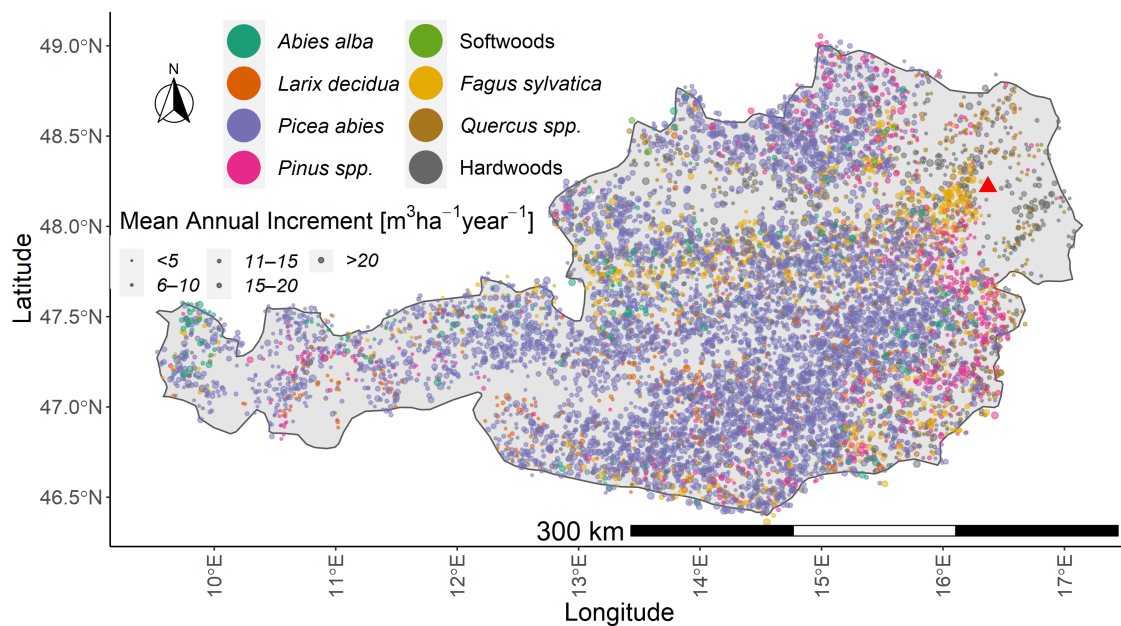 49.0°N
48.5°N
48.0°N
47.5°N
47.0°N
46.5°N
Latitude
N
Abies alba
Larix decidua
Picea abies
Pinus spp.
Softwoods
Fagus sylvatica
Quercus spp.
Hardwoods
Mean Annual Increment [m³ha⁻¹year⁻¹]
<5
6–10
11–15
15–20
>20
300 km
10°E
11°E
12°E
13°E
14°E
15°E
16°E
17°E
Longitude